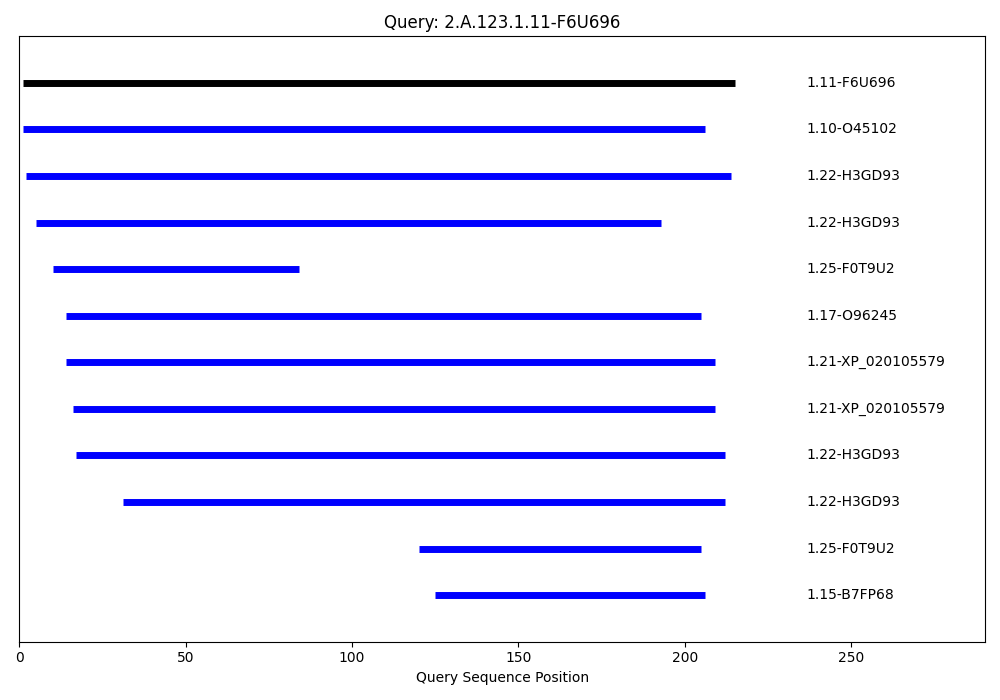 Query: 2.A.123.1.11-F6U696
1.11-F6U696
1.10-O45102
1.22-H3GD93
1.22-H3GD93
1.25-F0T9U2
1.17-O96245
1.21-XP_020105579
1.21-XP_020105579
1.22-H3GD93
1.22-H3GD93
1.25-F0T9U2
1.15-B7FP68
0 50 100 150 200 250
Query Sequence Position